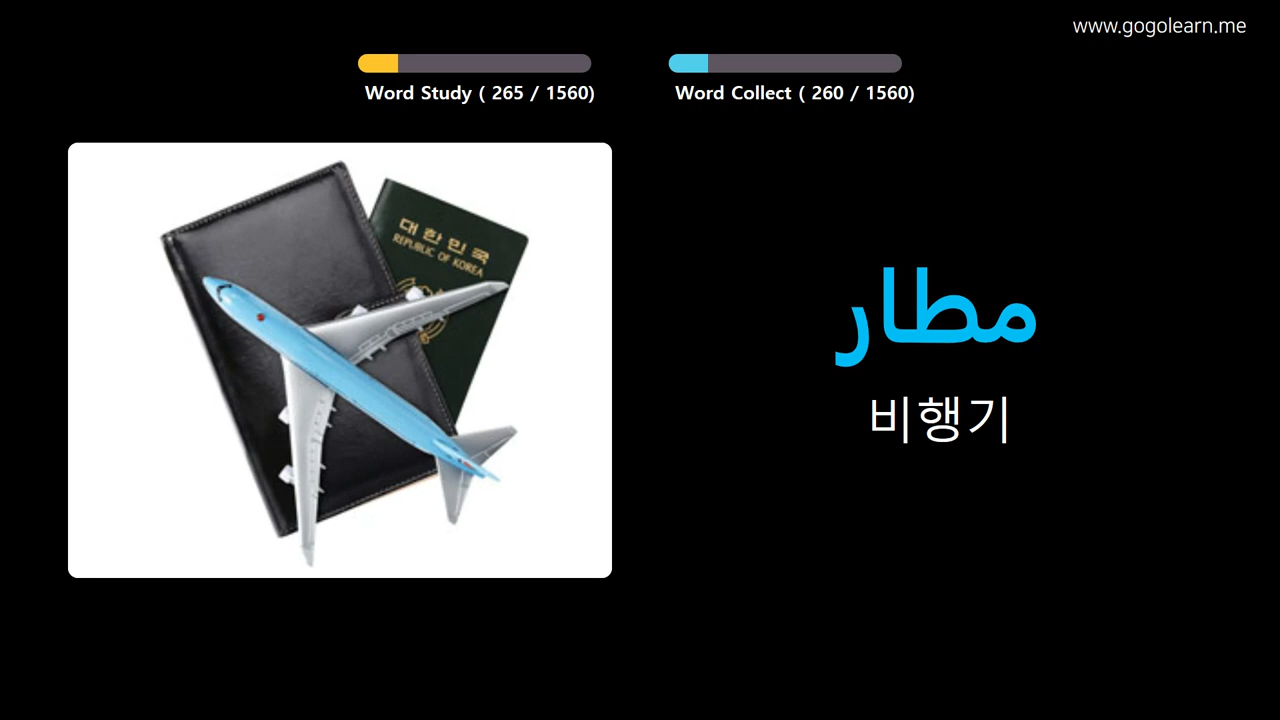 www.gogolearn.me
Word Study ( 265 / 1560)
Word Collect ( 260 / 1560)
대한민국
REPUBLIC OF KOREA
مطار
비행기